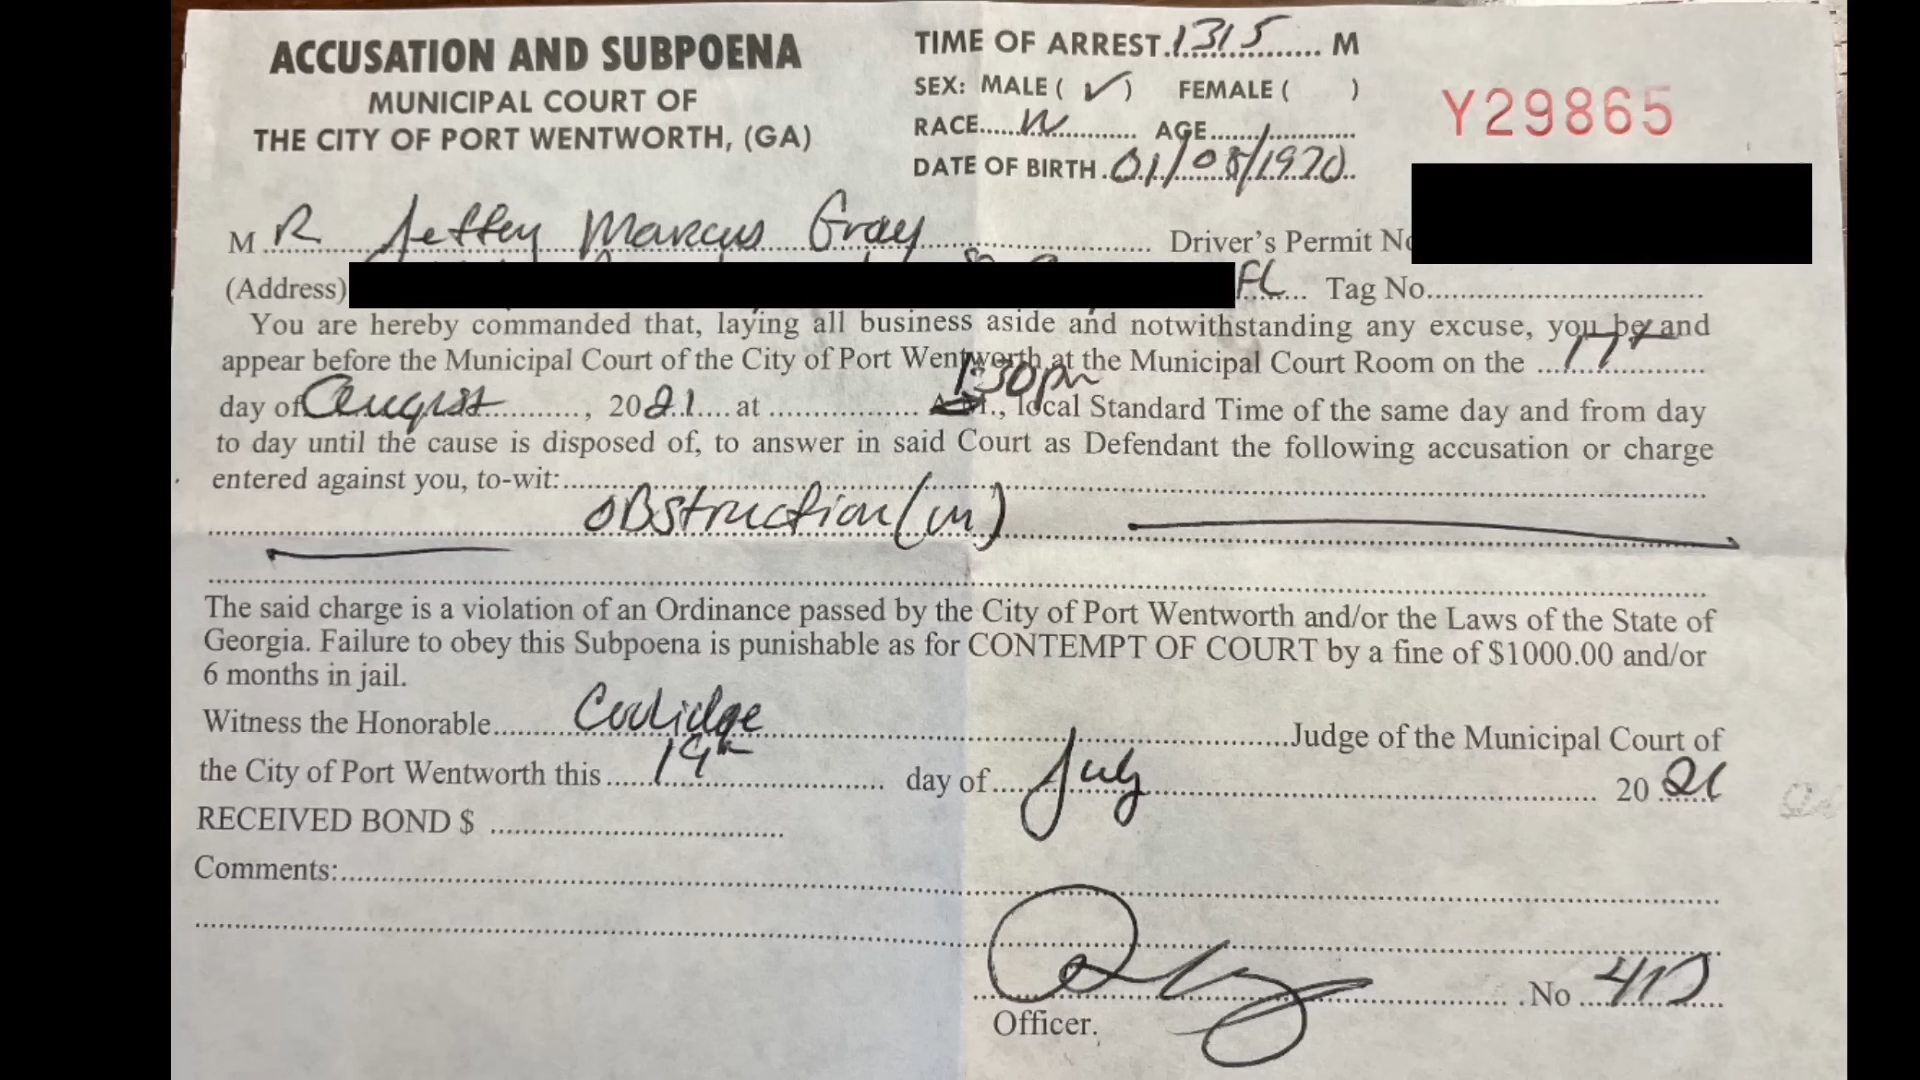 ACCUSATION AND SUBPOENA
MUNICIPAL COURT OF
THE CITY OF PORT WENTWORTH, (GA)
TIME OF ARREST. 1315 M
SEX: MALE ( ✓ ) FEMALE ( )
RACE W AGE
DATE OF BIRTH 01/08/1970
Y29865
M R Jeffey Marcus Gray Driver's Permit No
(Address) FL Tag No.
You are hereby commanded that, laying all business aside and notwithstanding any excuse, you be and
appear before the Municipal Court of the City of Port Wentworth at the Municipal Court Room on the 17th
day of August, 2021 at 1:30pm A.M., local Standard Time of the same day and from day
to day until the cause is disposed of, to answer in said Court as Defendant the following accusation or charge
entered against you, to-wit:
obstruction (m)
The said charge is a violation of an Ordinance passed by the City of Port Wentworth and/or the Laws of the State of
Georgia. Failure to obey this Subpoena is punishable as for CONTEMPT OF COURT by a fine of $1000.00 and/or
6 months in jail.
Witness the Honorable Coolidge Judge of the Municipal Court of
the City of Port Wentworth this 19th day of July 2021
RECEIVED BOND $
Comments:
No 417
Officer.